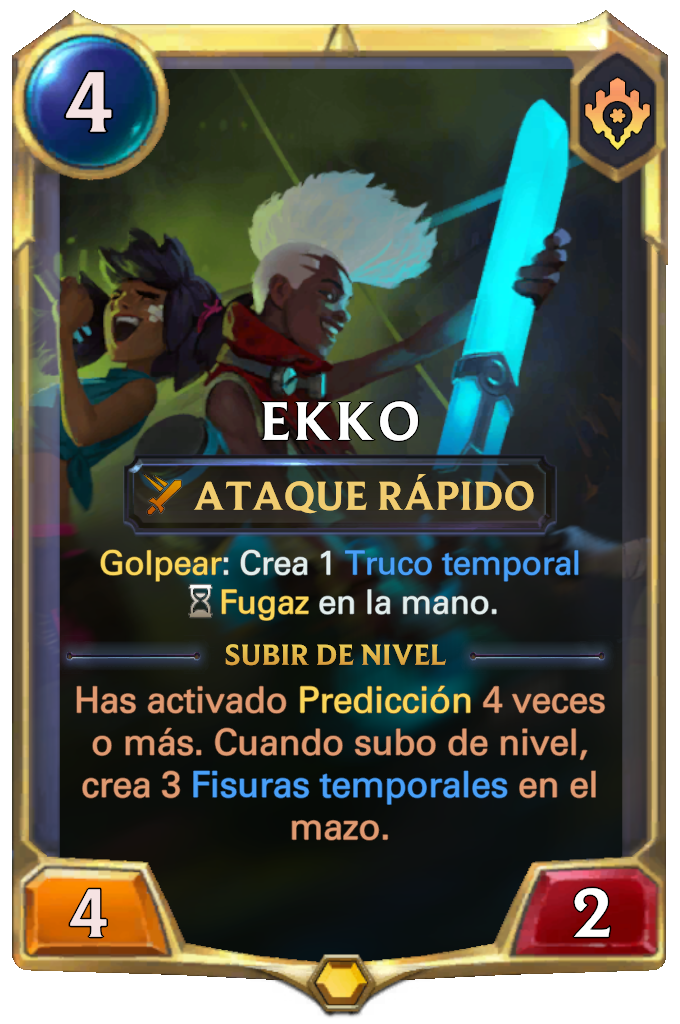 4
EKKO
ATAQUE RÁPIDO
Golpear: Crea 1 Truco temporal
Fugaz en la mano.
SUBIR DE NIVEL
Has activado Predicción 4 veces
o más. Cuando subo de nivel,
crea 3 Fisuras temporales en el
mazo.
4
2